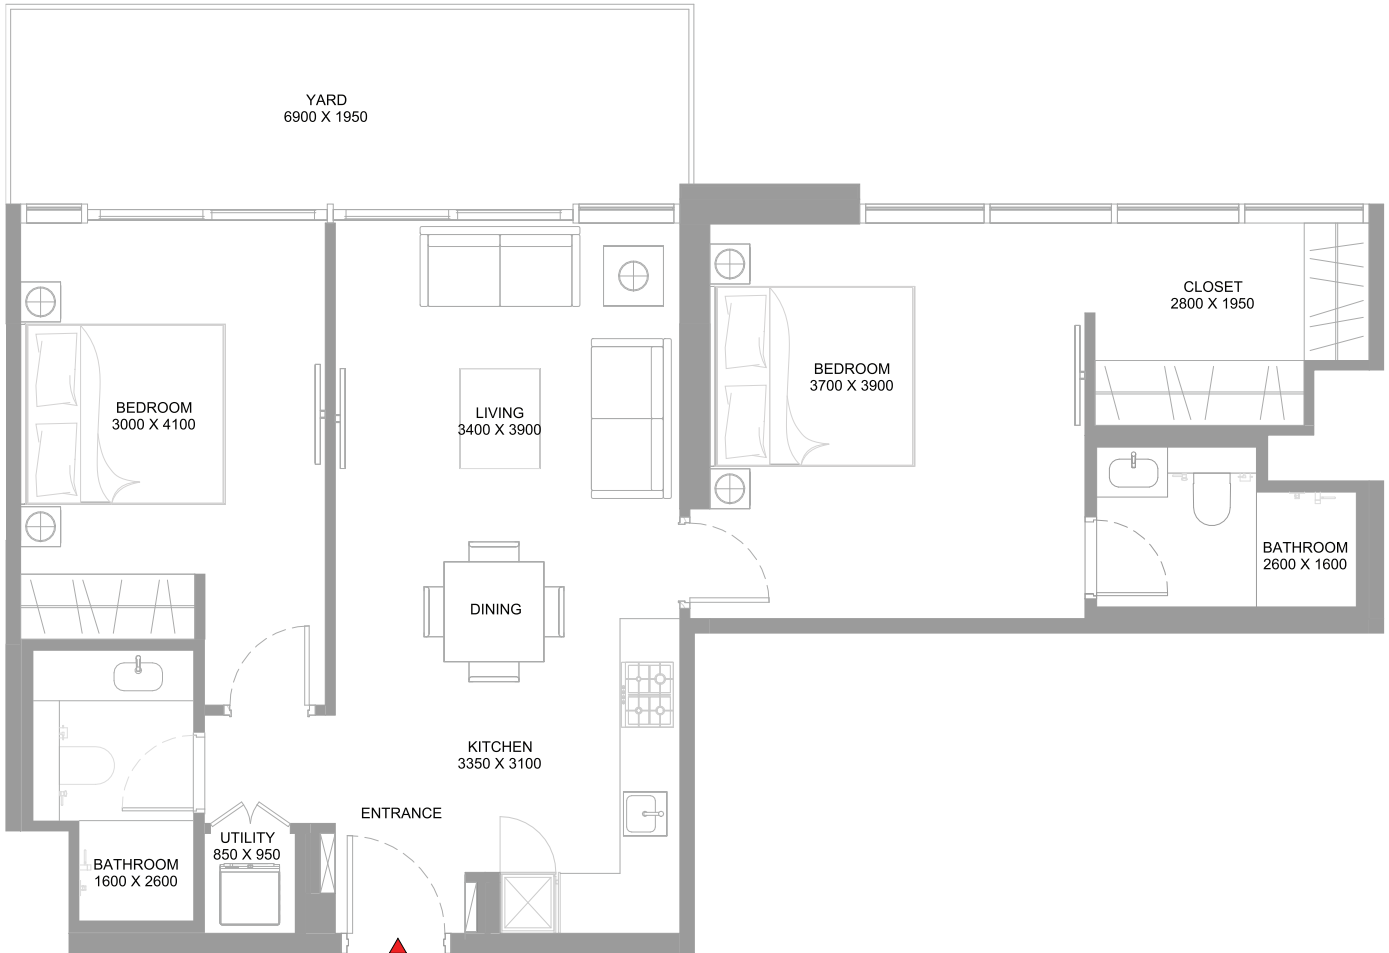 YARD
6900 X 1950
CLOSET
2800 X 1950
BEDROOM
3700 X 3900
BEDROOM
3000 X 4100
LIVING
3400 X 3900
BATHROOM
2600 X 1600
DINING
KITCHEN
3350 X 3100
ENTRANCE
UTILITY
850 X 950
BATHROOM
1600 X 2600